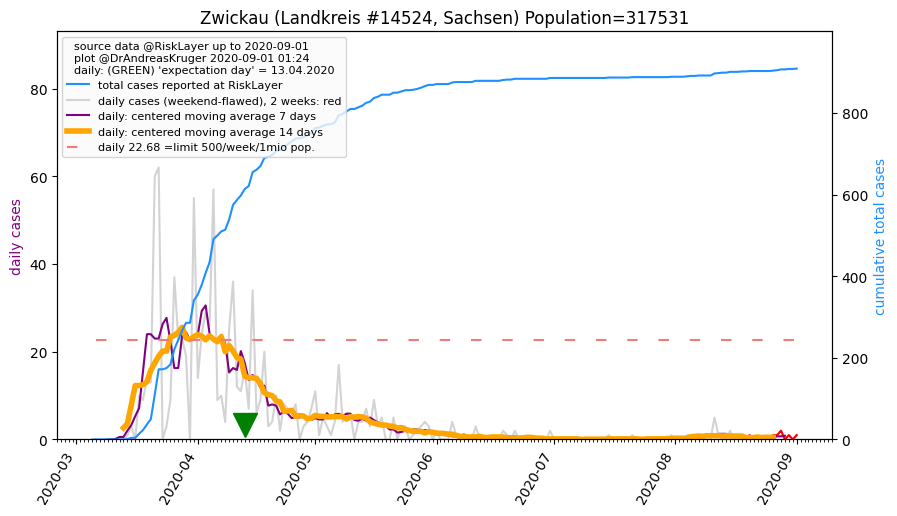 Zwickau (Landkreis #14524, Sachsen) Population=317531
source data @RiskLayer up to 2020-09-01
plot @DrAndreasKruger 2020-09-01 01:24
daily: (GREEN) 'expectation day' = 13.04.2020
total cases reported at RiskLayer
daily cases (weekend-flawed), 2 weeks: red
daily: centered moving average 7 days
daily: centered moving average 14 days
daily 22.68 =limit 500/week/1mio pop.
daily cases
80
60
40
20
0
cumulative total cases
800
600
400
200
0
2020-03
2020-04
2020-05
2020-06
2020-07
2020-08
2020-09